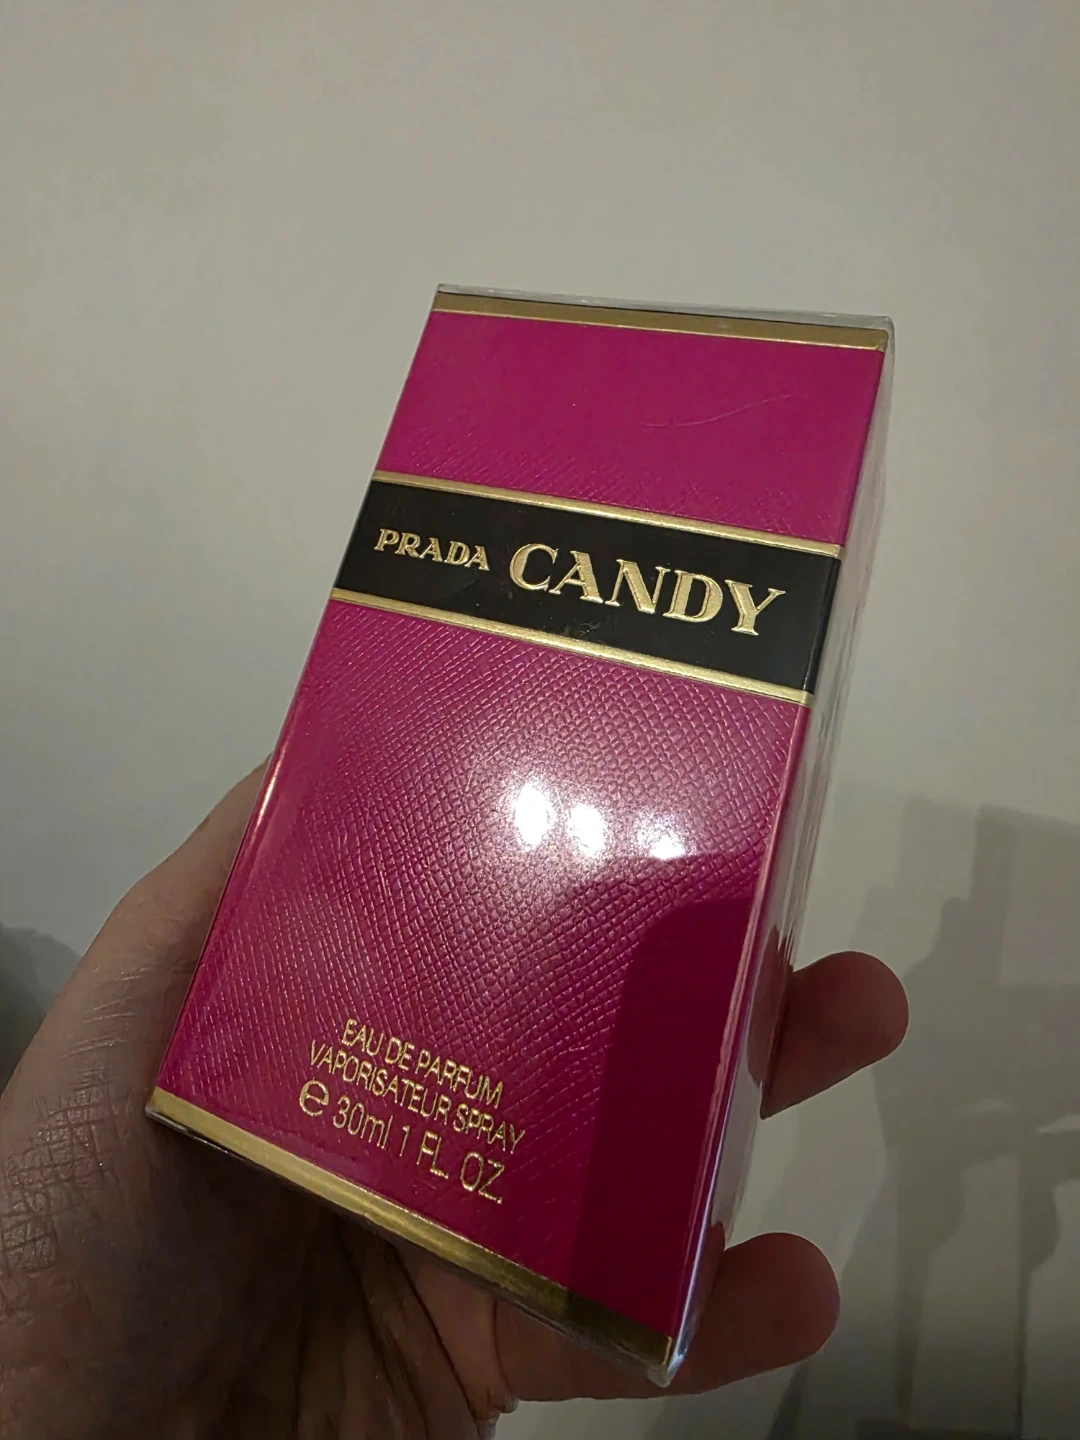 PRADA CANDY
EAU DE PARFUM
VAPORISATEUR SPRAY
℮ 30ml 1 FL. OZ.